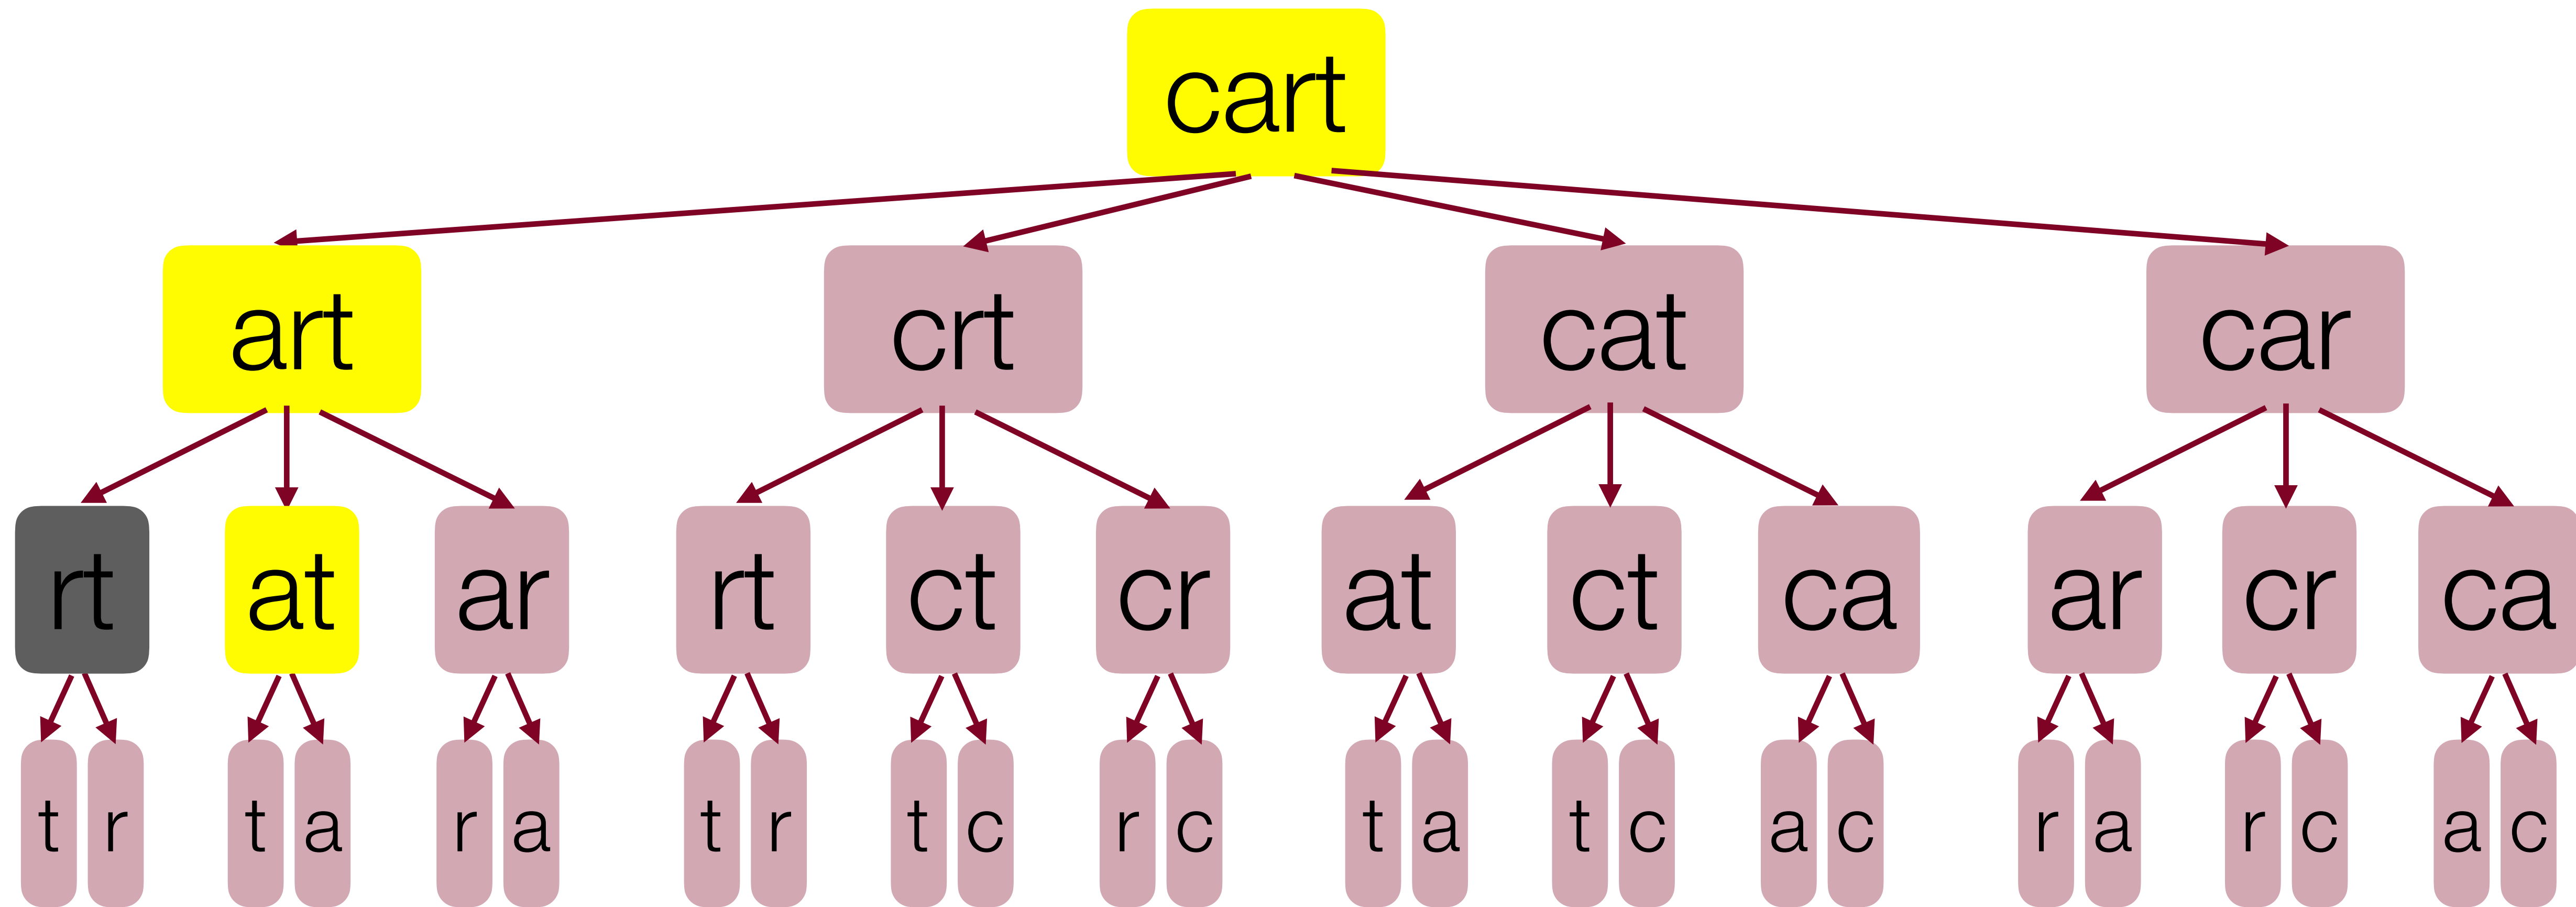 cart
art crt cat car
rt at ar rt ct cr at ct ca ar cr ca
t r t a r a t r t c r c t a t c a c r a r c a c